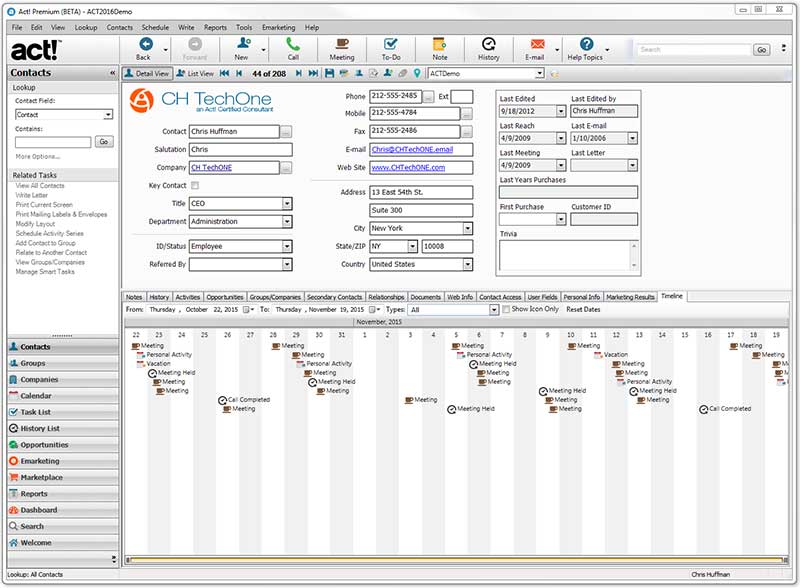 Act! Premium (BETA) - ACT2016Demo
File Edit View Lookup Contacts Schedule Write Reports Tools Emarketing Help
act!
Back Forward New Call Meeting To-Do Note History E-mail Help Topics Search Go
Contacts «
Detail View List View 44 of 208 ACTDemo
Lookup
Contact Field:
Contact
Contains:
Go
More Options...
Related Tasks
View All Contacts
Write Letter
Print Current Screen
Print Mailing Labels & Envelopes
Modify Layout
Schedule Activity Series
Add Contact to Group
Relate to Another Contact
View Groups/Companies
Manage Smart Tasks
Contacts
Groups
Companies
Calendar
Task List
History List
Opportunities
Emarketing
Marketplace
Reports
Dashboard
Search
Welcome
CH TechOne
an Act! Certified Consultant
Contact Chris Huffman ...
Salutation Chris
Company CH TechONE ...
Key Contact
Title CEO
Department Administration
ID/Status Employee
Referred By
Phone 212-555-2485 ... Ext
Mobile 212-555-4784 ...
Fax 212-555-2486 ...
E-mail Chris@CHTechONE.email
Web Site www.CHTechONE.com
Address 13 East 54th St.
Suite 300
City New York
State/ZIP NY 10008
Country United States
Last Edited Last Edited by
9/18/2012 Chris Huffman
Last Reach Last E-mail
4/9/2009 1/10/2006
Last Meeting Last Letter
4/9/2009
Last Years Purchases
First Purchase Customer ID
Trivia
Notes History Activities Opportunities Groups/Companies Secondary Contacts Relationships Documents Web Info Contact Access User Fields Personal Info Marketing Results Timeline
From: Thursday , October 22, 2015 To: Thursday , November 19, 2015 Types: All Show Icon Only Reset Dates
November, 2015
22 23 24 25 26 27 28 29 30 31 1 2 3 4 5 6 7 8 9 10 11 12 13 14 15 16 17 18 19
Meeting Meeting Meeting Meeting Meeting
Personal Activity Meeting Personal Activity Vacation Meeting
Vacation Personal Activity Meeting Held Meeting
Meeting Held Meeting Meeting Meeting
Meeting Meeting Held Meeting Personal Activity
Meeting Meeting Meeting Held Meeting Held
Call Completed Meeting Meeting Meeting
Meeting Meeting Held Meeting Call Completed
Lookup: All Contacts Chris Huffman